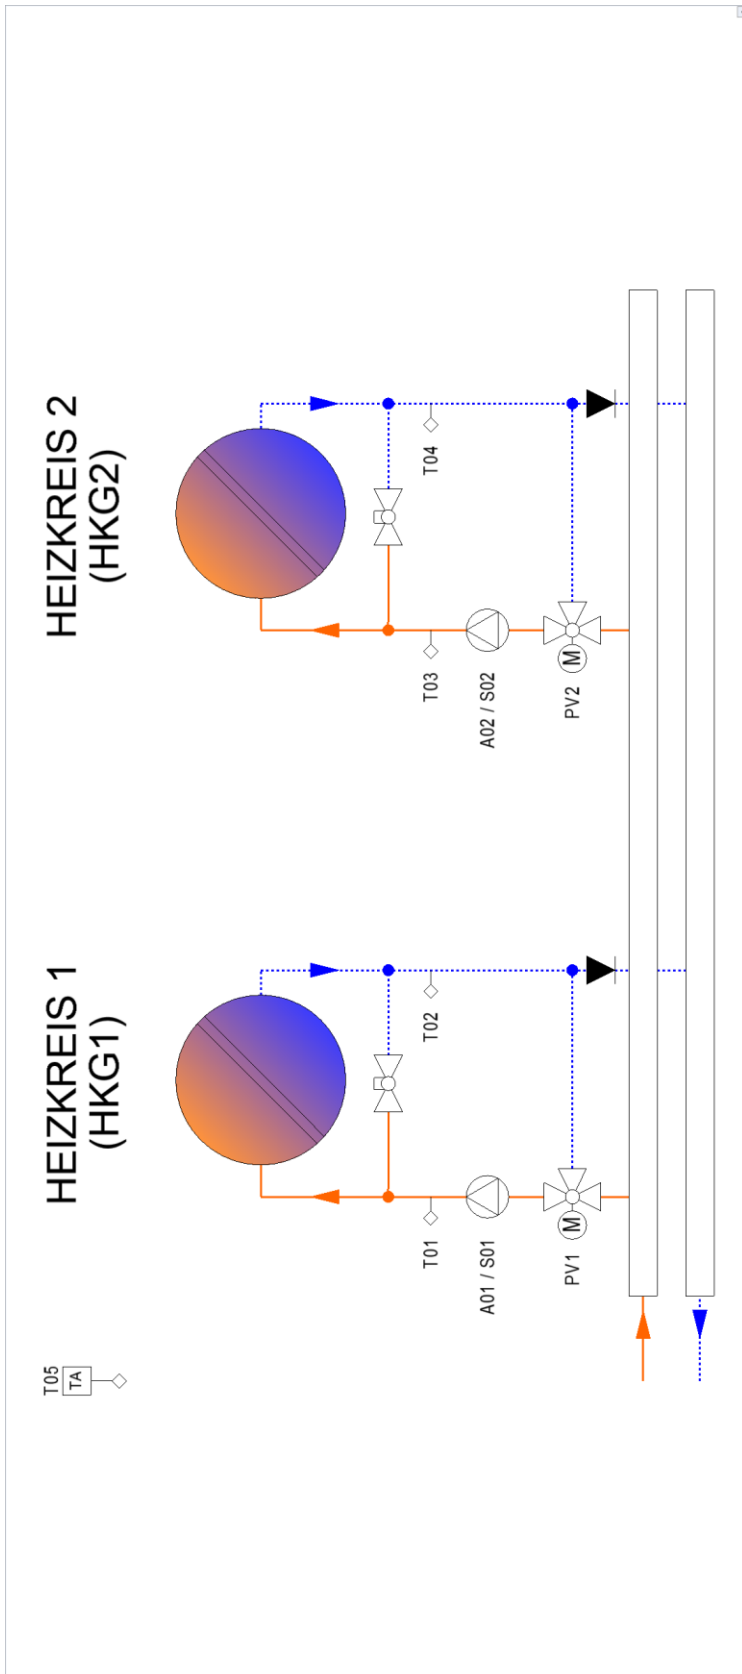 T05
TA
HEIZKREIS 1
(HKG1)
T01
T02
A01 / S01
M
PV1
HEIZKREIS 2
(HKG2)
T03
T04
A02 / S02
M
PV2